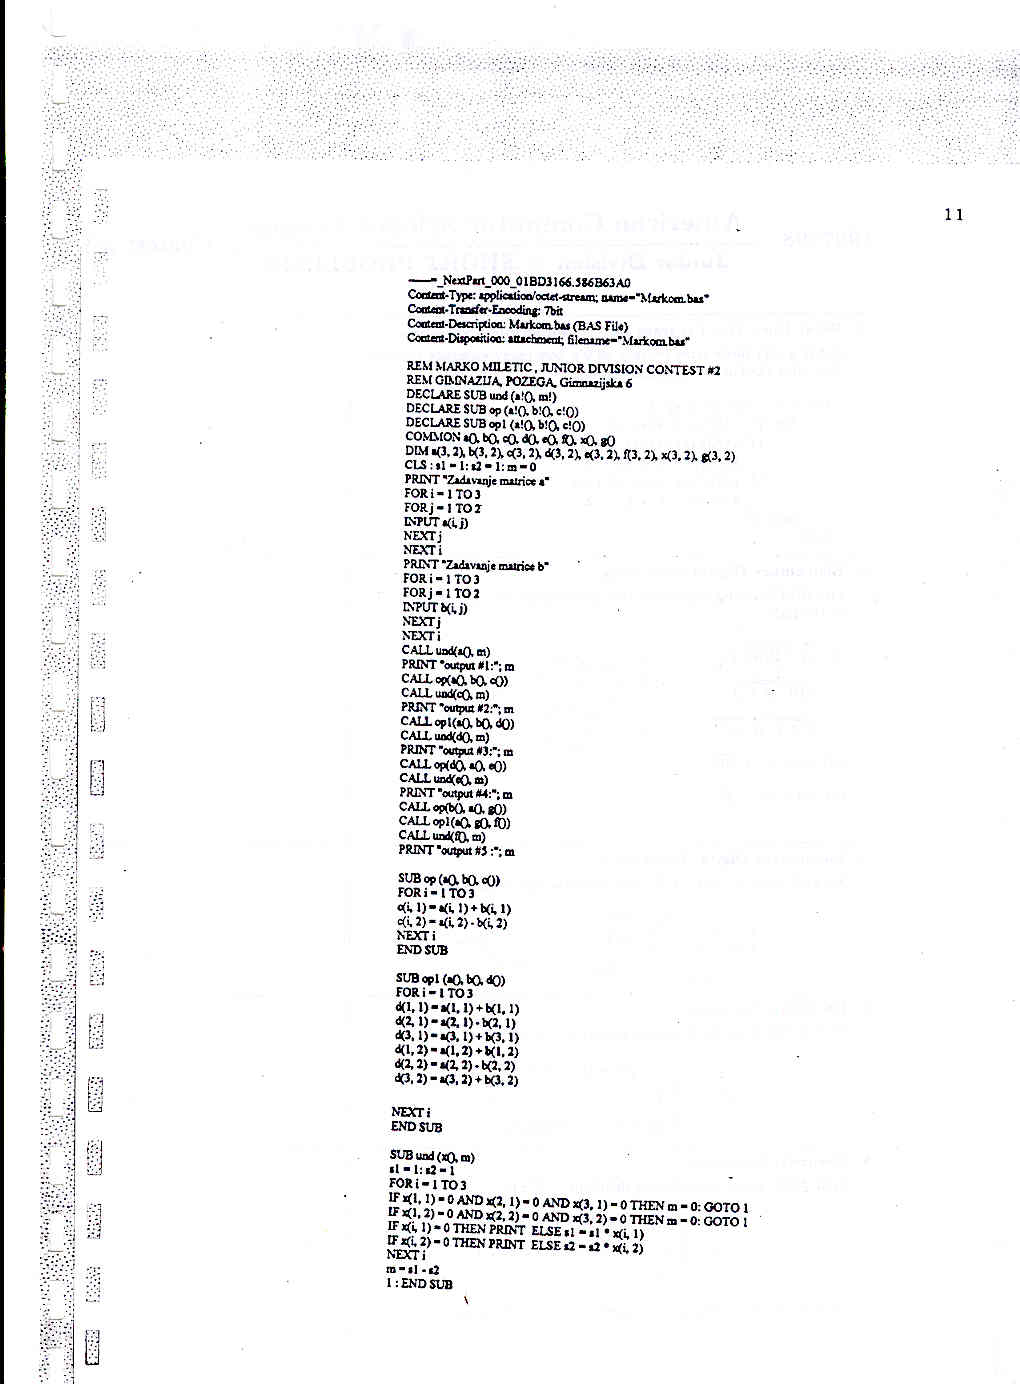 11
——=_NextPart_000_01BD3166.586B63A0
Content-Type: application/octet-stream; name="Markom.bas"
Content-Transfer-Encoding: 7bit
Content-Description: Markom.bas (BAS File)
Content-Disposition: attachment; filename="Markom.bas"
REM MARKO MILETIC , JUNIOR DIVISION CONTEST #2
REM GIMNAZIJA, POZEGA, Gimnazijska 6
DECLARE SUB und (a!(), m!)
DECLARE SUB op (a!(), b!(), c!())
DECLARE SUB op1 (a!(), b!(), c!())
COMMON a(), b(), c(), d(), e(), f(), x(), g()
DIM a(3, 2), b(3, 2), c(3, 2), d(3, 2), e(3, 2), f(3, 2), x(3, 2), g(3, 2)
CLS : s1 = 1: s2 = 1: m = 0
PRINT "Zadavanje matrice a"
FOR i = 1 TO 3
FOR j = 1 TO 2
INPUT a(i, j)
NEXT j
NEXT i
PRINT "Zadavanje matrice b"
FOR i = 1 TO 3
FOR j = 1 TO 2
INPUT b(i, j)
NEXT j
NEXT i
CALL und(a(), m)
PRINT "output #1:"; m
CALL op(a(), b(), c())
CALL und(c(), m)
PRINT "output #2:"; m
CALL op1(a(), b(), d())
CALL und(d(), m)
PRINT "output #3:"; m
CALL op(d(), a(), e())
CALL und(e(), m)
PRINT "output #4:"; m
CALL op(b(), a(), g())
CALL op1(a(), g(), f())
CALL und(f(), m)
PRINT "output #5 :"; m
SUB op (a(), b(), c())
FOR i = 1 TO 3
c(i, 1) = a(i, 1) + b(i, 1)
c(i, 2) = a(i, 2) - b(i, 2)
NEXT i
END SUB
SUB op1 (a(), b(), d())
FOR i = 1 TO 3
d(1, 1) = a(1, 1) + b(1, 1)
d(2, 1) = a(2, 1) - b(2, 1)
d(3, 1) = a(3, 1) + b(3, 1)
d(1, 2) = a(1, 2) + b(1, 2)
d(2, 2) = a(2, 2) - b(2, 2)
d(3, 2) = a(3, 2) + b(3, 2)
NEXT i
END SUB
SUB und (x(), m)
s1 = 1: s2 = 1
FOR i = 1 TO 3
IF x(1, 1) = 0 AND x(2, 1) = 0 AND x(3, 1) = 0 THEN m = 0: GOTO 1
IF x(1, 2) = 0 AND x(2, 2) = 0 AND x(3, 2) = 0 THEN m = 0: GOTO 1
IF x(i, 1) = 0 THEN PRINT ELSE s1 = s1 * x(i, 1)
IF x(i, 2) = 0 THEN PRINT ELSE s2 = s2 * x(i, 2)
NEXT i
m = s1 - s2
1 : END SUB